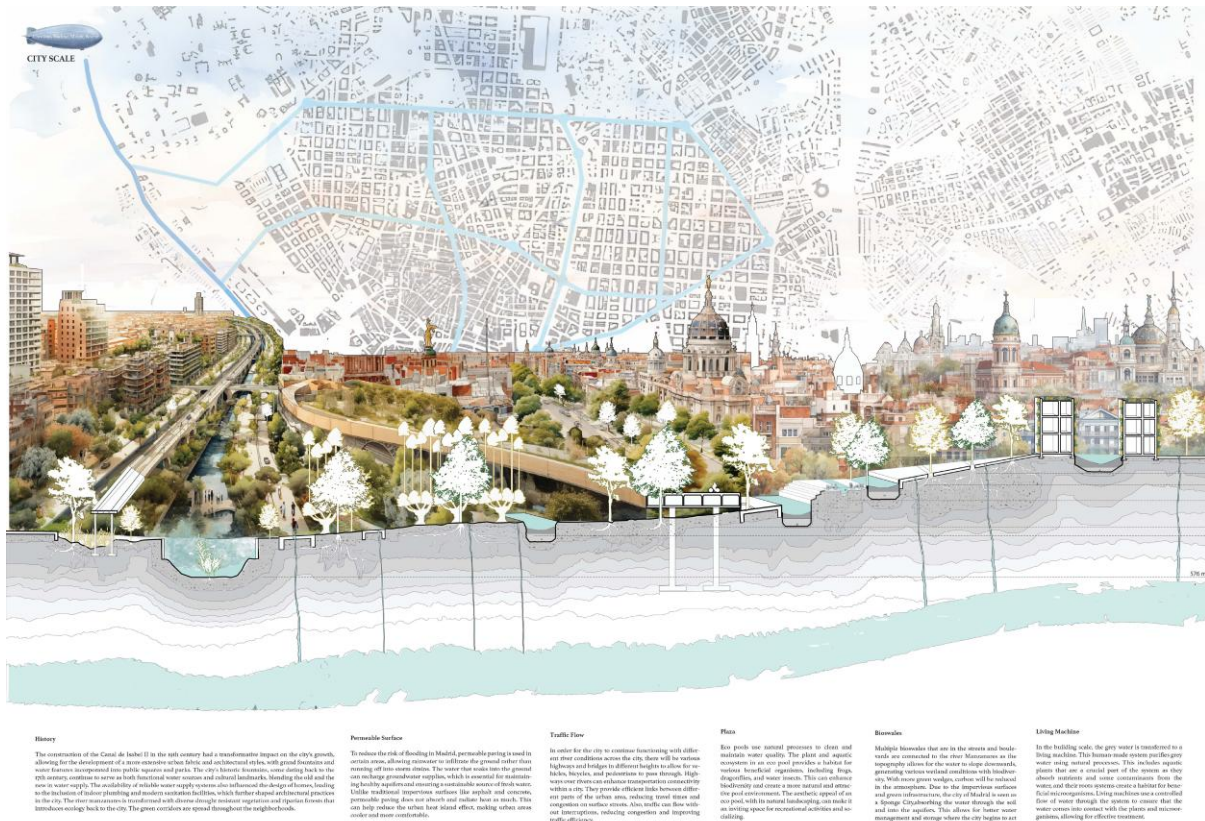 CITY SCALE
576 m
History
The construction of the Canal de Isabel II in the 19th century had a transformative impact on the city's growth,
allowing for the development of a more extensive urban fabric and architectural styles, with grand fountains and
water features incorporated into public squares and parks. The city's historic fountains, some dating back to the
17th century, continue to serve as both functional water sources and cultural landmarks, blending the old and the
new in water supply. The availability of reliable water supply systems also influenced the design of homes, leading
to the inclusion of indoor plumbing and modern sanitation facilities, which further shaped architectural practices
in the city. The river manzanares is transformed with diverse drought resistant vegetation and riparian forests that
introduces ecology back to the city. The green corridors are spread throughout the neighborhoods.
Permeable Surface
To reduce the risk of flooding in Madrid, permeable paving is used in
certain areas, allowing rainwater to infiltrate the ground rather than
running off into storm drains. The water that soaks into the ground
can recharge groundwater supplies, which is essential for maintain-
ing healthy aquifers and ensuring a sustainable source of fresh water.
Unlike traditional impervious surfaces like asphalt and concrete,
permeable paving does not absorb and radiate heat as much. This
can help reduce the urban heat island effect, making urban areas
cooler and more comfortable.
Traffic Flow
In order for the city to continue functioning with differ-
ent river conditions across the city, there will be various
highways and bridges in different heights to allow for ve-
hicles, bicycles, and pedestrians to pass through. High-
ways over rivers can enhance transportation connectivity
within a city. They provide efficient links between differ-
ent parts of the urban area, reducing travel times and
congestion on surface streets. Also, traffic can flow with-
out interruptions, reducing congestion and improving
traffic efficiency.
Plaza
Eco pools use natural processes to clean and
maintain water quality. The plant and aquatic
ecosystem in an eco pool provides a habitat for
various beneficial organisms, including frogs,
dragonflies, and water insects. This can enhance
biodiversity and create a more natural and attrac-
tive pool environment. The aesthetic appeal of an
eco pool, with its natural landscaping, can make it
an inviting space for recreational activities and so-
cializing.
Bioswales
Multiple bioswales that are in the streets and boule-
vards are connected to the river Manzanares as the
topography allows for the water to slope downwards,
generating various wetland conditions with biodiver-
sity. With more green wedges, carbon will be reduced
in the atmosphere. Due to the impervious surfaces
and green infrastructure, the city of Madrid is seen as
a Sponge City,absorbing the water through the soil
and into the aquifers. This allows for better water
management and storage where the city begins to act
Living Machine
In the building scale, the grey water is transferred to a
living machine. This human-made system purifies grey
water using natural processes. This includes aquatic
plants that are a crucial part of the system as they
absorb nutrients and some contaminants from the
water, and their roots systems create a habitat for bene-
ficial microorganisms. Living machines use a controlled
flow of water through the system to ensure that the
water comes into contact with the plants and microor-
ganisms, allowing for effective treatment.